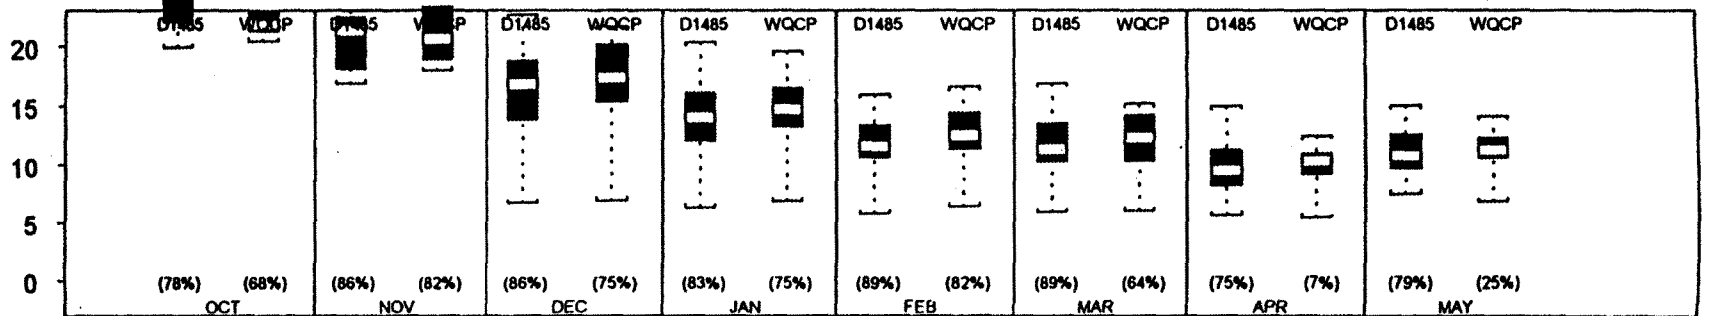 D1485 WQCP D1485 WQCP D1485 WQCP D1485 WQCP D1485 WQCP D1485 WQCP D1485 WQCP D1485 WQCP
20
15
10
5
0
(78%) (68%) (86%) (82%) (86%) (75%) (83%) (75%) (89%) (82%) (89%) (64%) (75%) (7%) (79%) (25%)
OCT NOV DEC JAN FEB MAR APR MAY